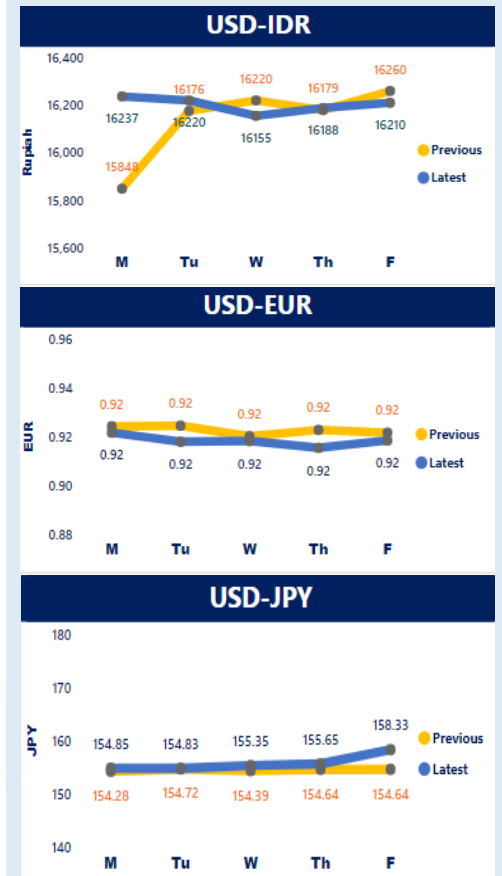 USD-IDR
16,400
16,200
16,000
15,800
15,600
Rupiah
15848 16176 16220 16179 16260
16237 16220 16155 16188 16210
Previous
Latest
M Tu W Th F
USD-EUR
0.96
0.94
0.92
0.90
0.88
EUR
0.92 0.92 0.92 0.92 0.92
0.92 0.92 0.92 0.92 0.92
Previous
Latest
M Tu W Th F
USD-JPY
180
170
160
150
140
JPY
154.85 154.83 155.35 155.65 158.33
154.28 154.72 154.39 154.64 154.64
Previous
Latest
M Tu W Th F